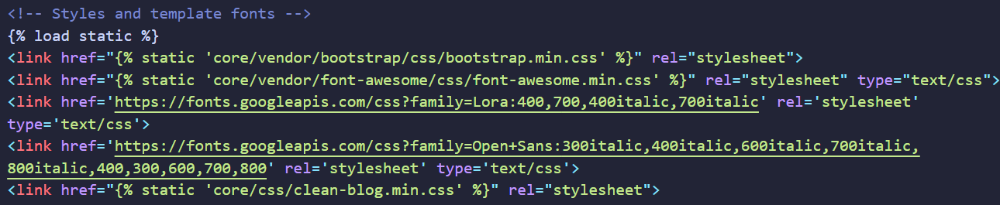 <!-- Styles and template fonts -->
{% load static %}
<link href="{% static 'core/vendor/bootstrap/css/bootstrap.min.css' %}" rel="stylesheet">
<link href="{% static 'core/vendor/font-awesome/css/font-awesome.min.css' %}" rel="stylesheet" type="text/css">
<link href='https://fonts.googleapis.com/css?family=Lora:400,700,400italic,700italic' rel='stylesheet'
type='text/css'>
<link href='https://fonts.googleapis.com/css?family=Open+Sans:300italic,400italic,600italic,700italic,
800italic,400,300,600,700,800' rel='stylesheet' type='text/css'>
<link href="{% static 'core/css/clean-blog.min.css' %}" rel="stylesheet">